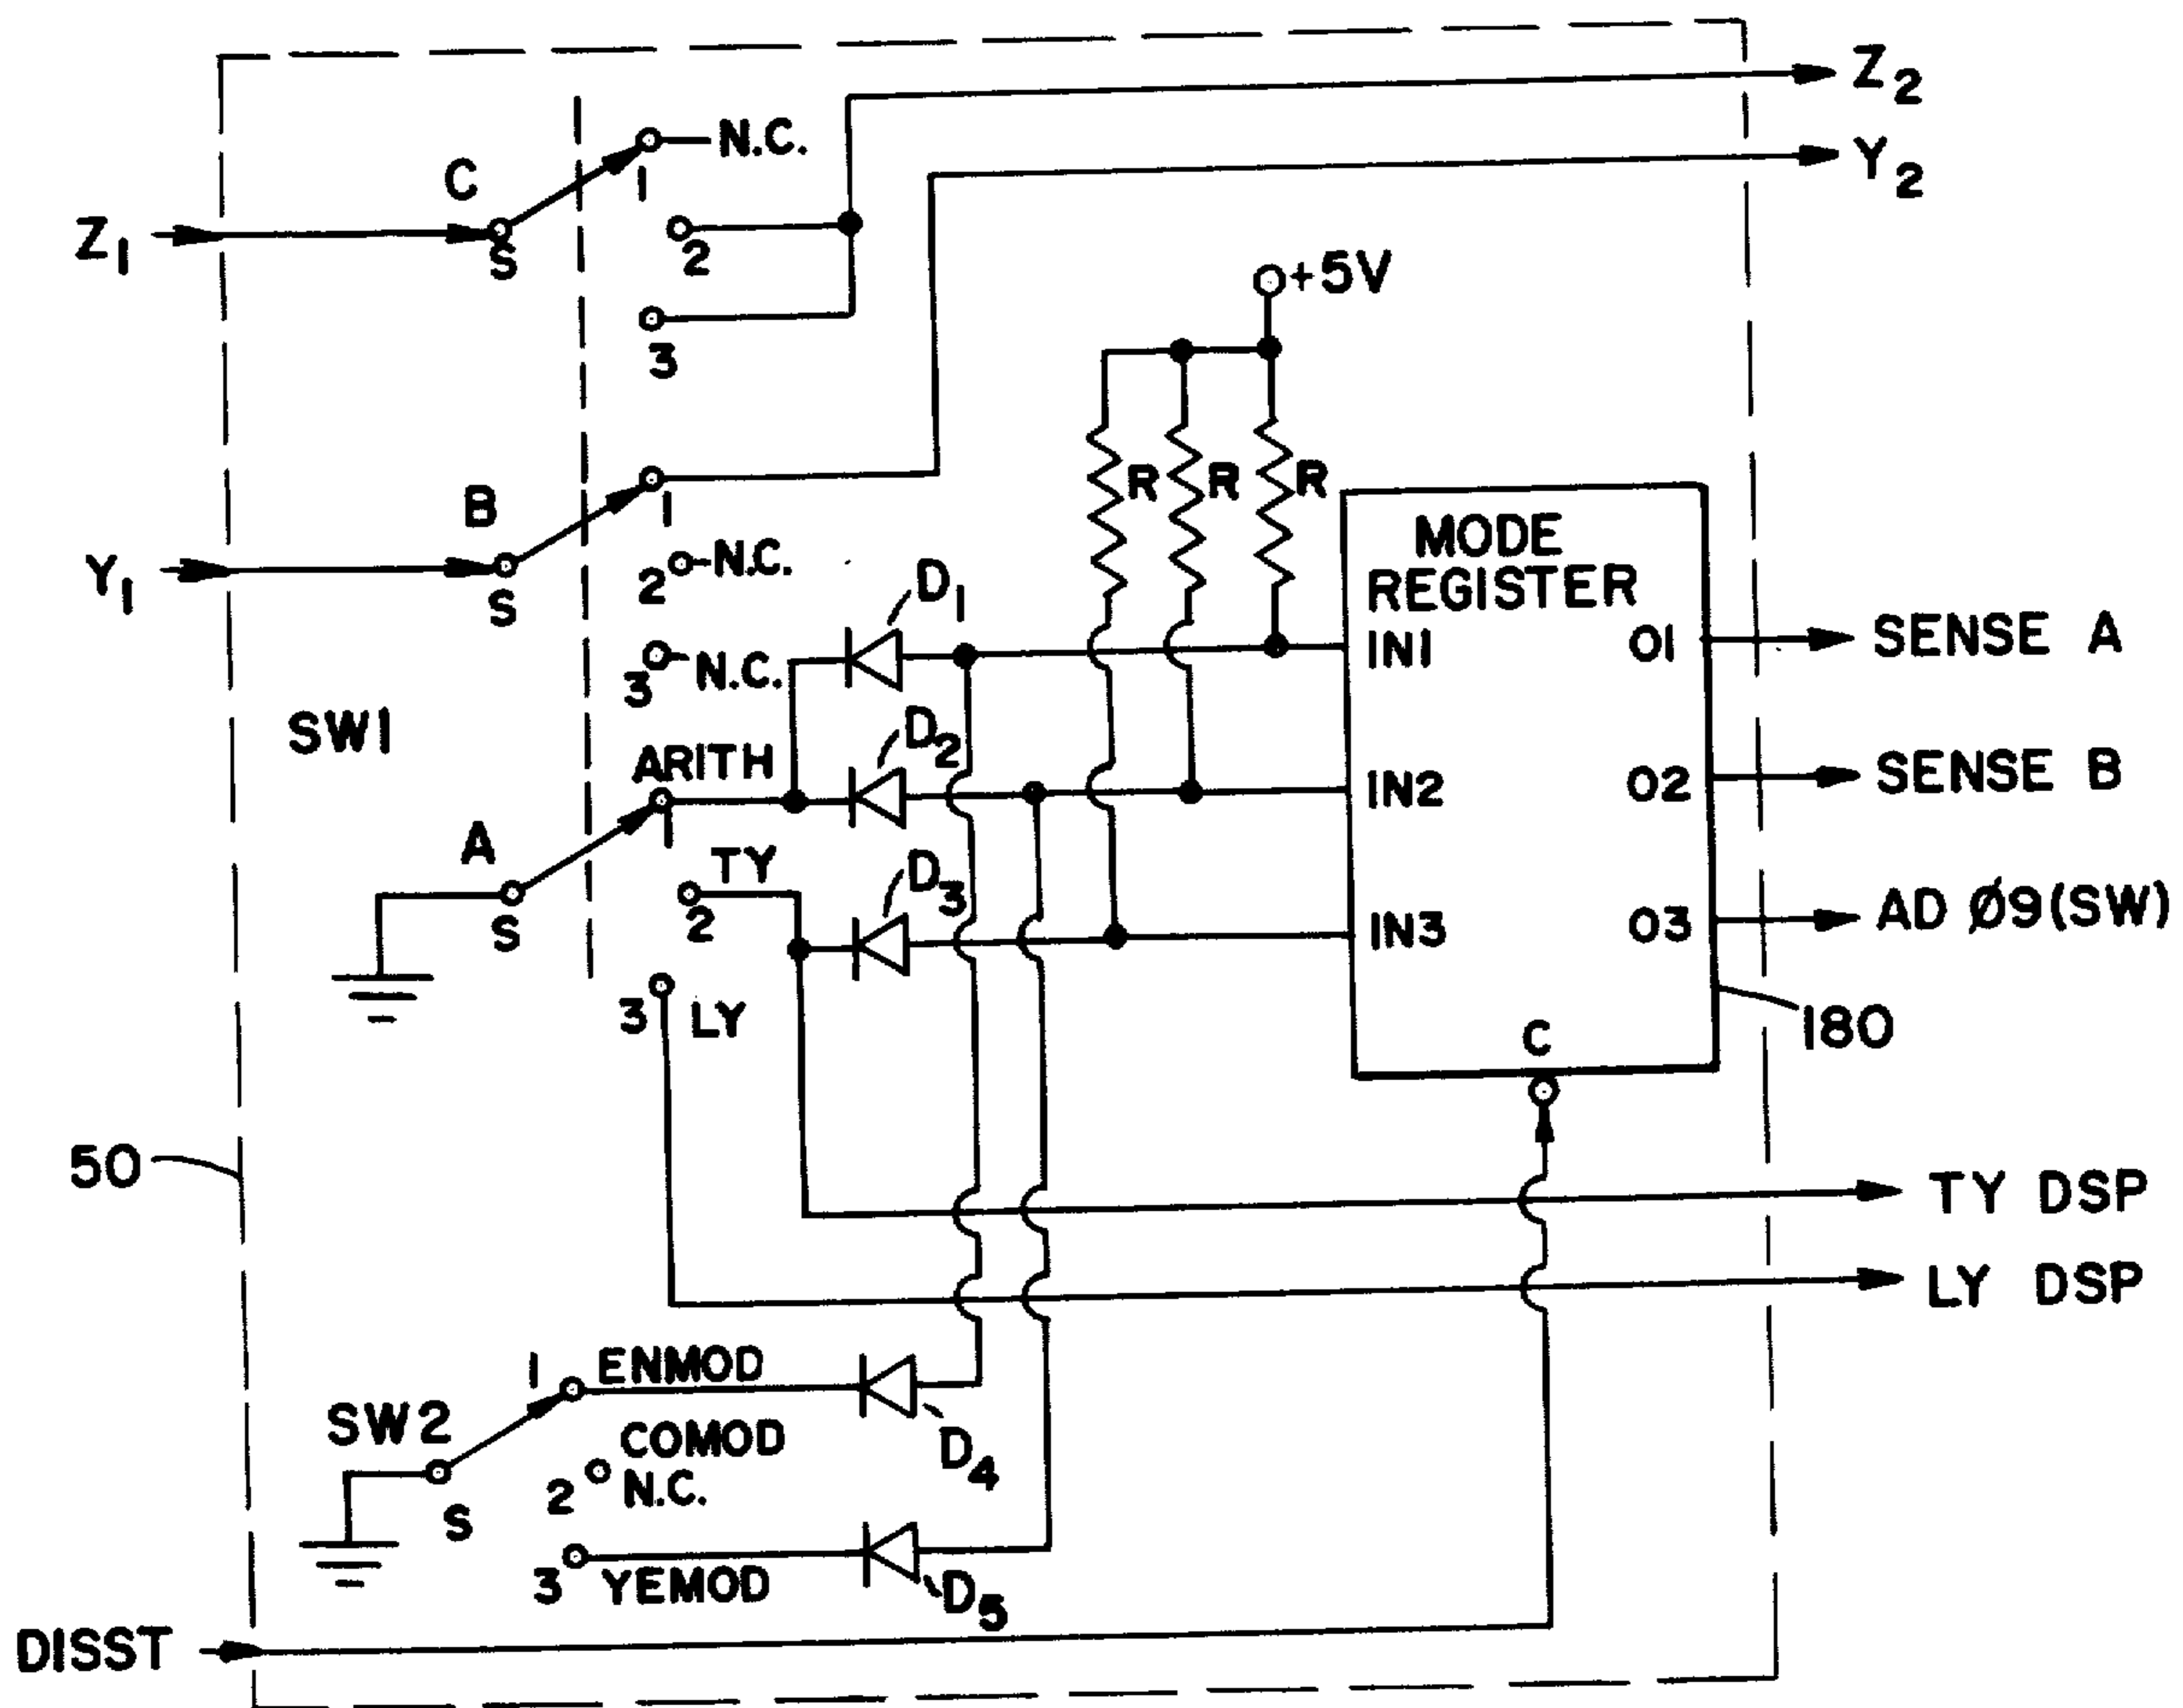 Z2
N.C.
Y2
C
1
Z1
S
2
+5V
3
R
R
R
B
1
MODE
REGISTER
N.C.
Y1
2
S
D1
IN1
O1
SENSE A
3
N.C.
SW1
D2
ARITH
IN2
O2
SENSE B
1
A
TY
D3
2
S
IN3
O3
AD Ø9(SW)
3
LY
180
C
50
TY DSP
LY DSP
1
ENMOD
SW2
COMOD
D4
2
N.C.
S
3
YEMOD
D5
DISST